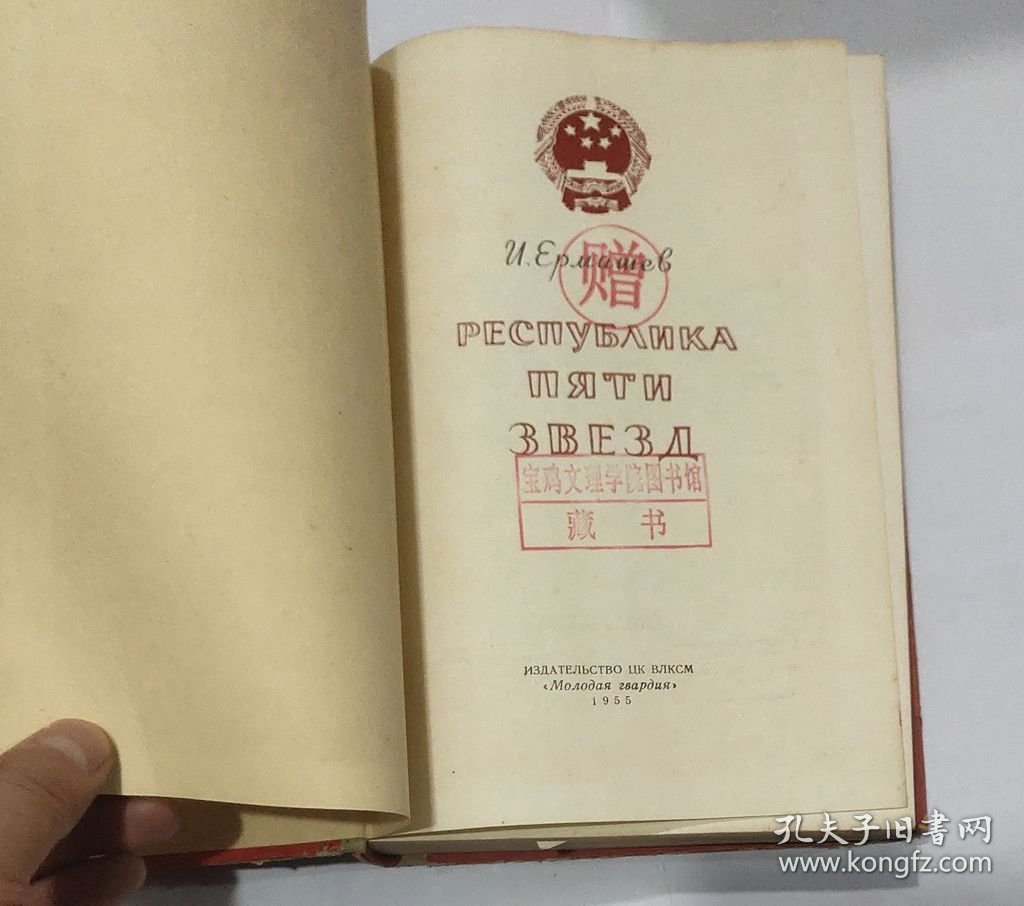 И. Ермашев
赠
РЕСПУБЛИКА
ПЯТИ
ЗВЕЗД
宝鸡文理学院图书馆
藏书
ИЗДАТЕЛЬСТВО ЦК ВЛКСМ
«Молодая гвардия»
1955
孔夫子旧书网
www.kongfz.com